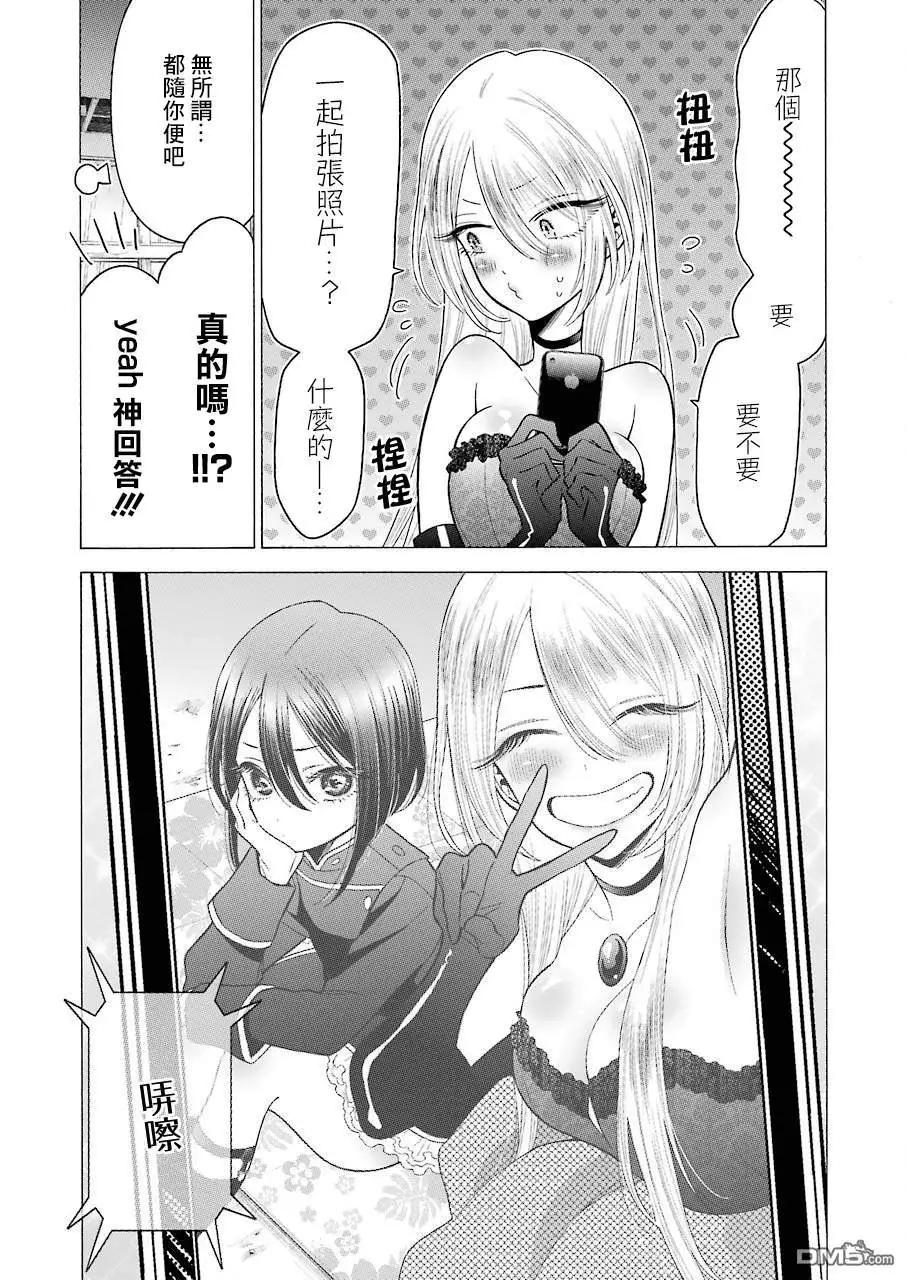 那個~~~~~~~~
要
要不要
扭扭
一起拍張照片…?
什麼的—…
捏捏
無所謂…
都隨你便吧
真的嗎…!!?
yeah 神回答!!!
哢嚓
DM5.com